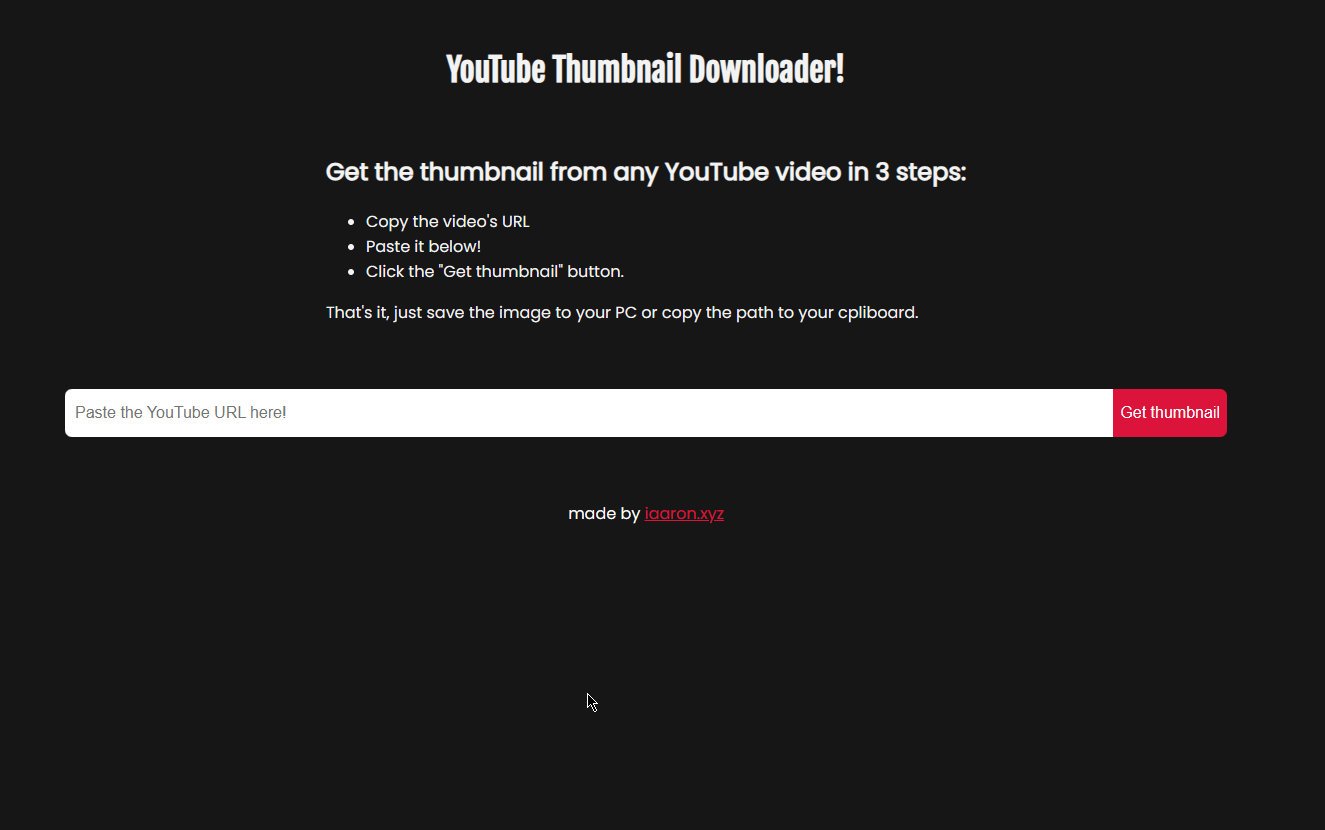 YouTube Thumbnail Downloader!
Get the thumbnail from any YouTube video in 3 steps:
• Copy the video's URL
• Paste it below!
• Click the "Get thumbnail" button.
That's it, just save the image to your PC or copy the path to your cpliboard.
Paste the YouTube URL here!
Get thumbnail
made by iaaron.xyz